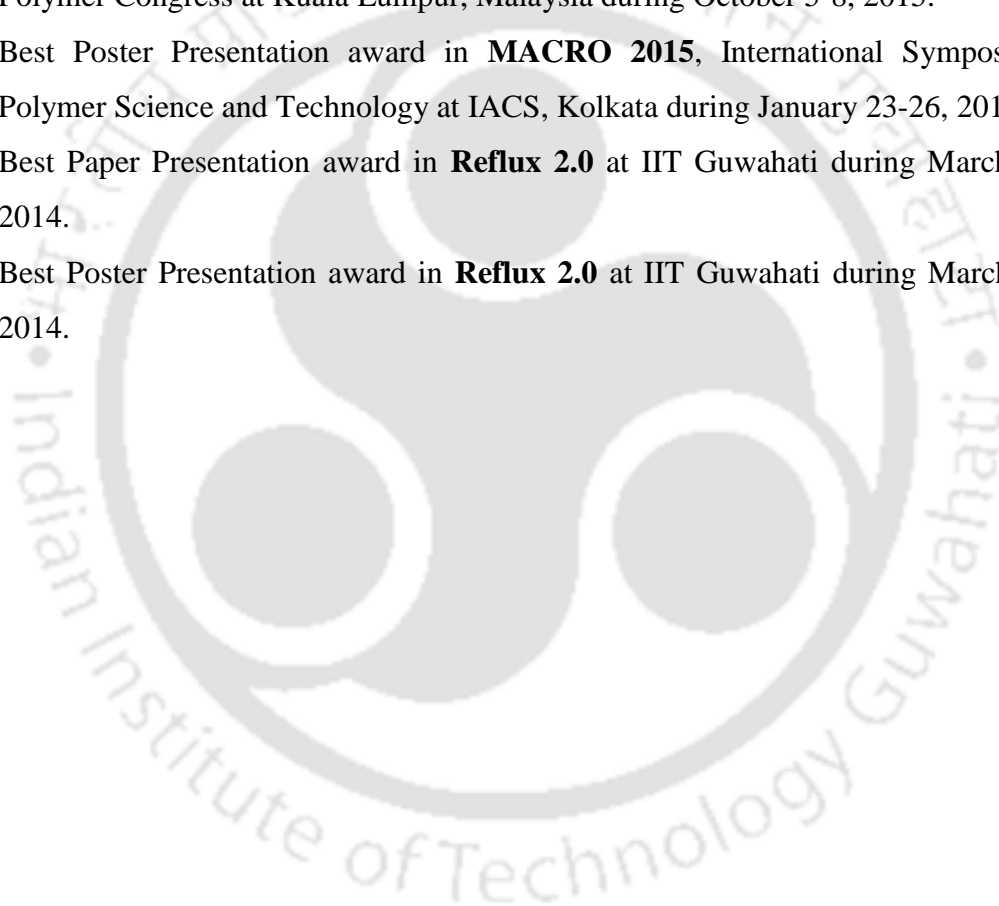 Polymer Congress at Kuala Lumpur, Malaysia during October 5-8, 2015.
Best Poster Presentation award in MACRO 2015, International Sympos
Polymer Science and Technology at IACS, Kolkata during January 23-26, 201
Best Paper Presentation award in Reflux 2.0 at IIT Guwahati during March
2014.
Best Poster Presentation award in Reflux 2.0 at IIT Guwahati during March
2014.
Indian Institute of Technology Guwahati